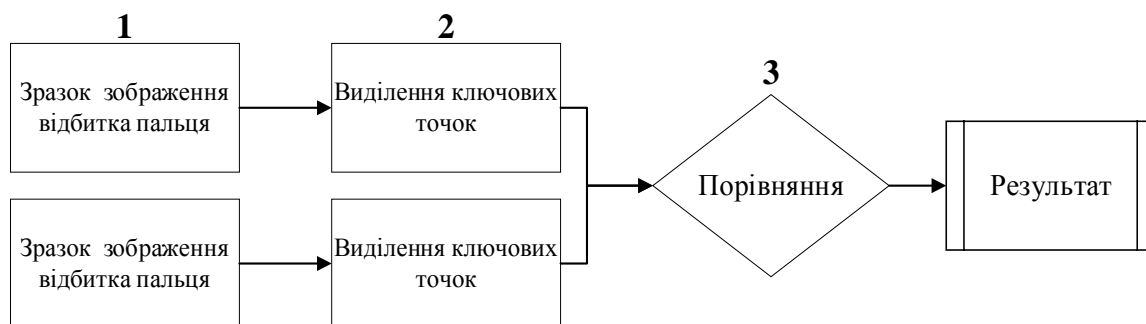 1
2
3
Зразок зображення
відбитка пальця
Виділення ключових
точок
Зразок зображення
відбитка пальця
Виділення ключових
точок
Порівняння
Результат